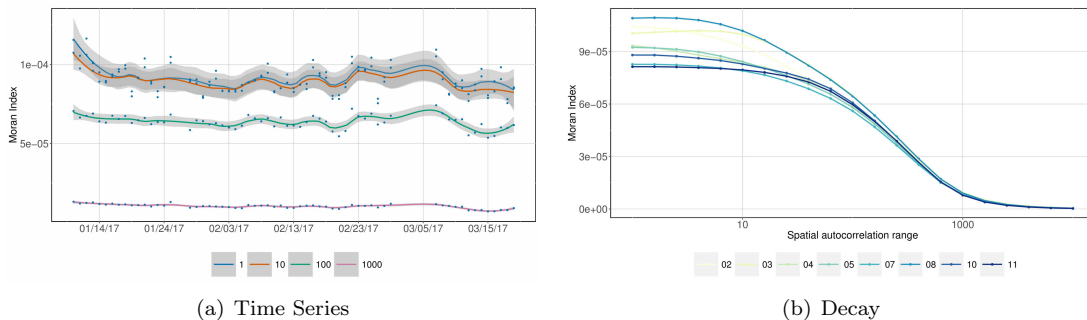 Moran Index
1e−04
5e−05
01/14/17 01/24/17 02/03/17 02/13/17 02/23/17 03/05/17 03/15/17
1 10 100 1000
(a) Time Series
Moran Index
9e−05
6e−05
3e−05
0e+00
10 1000
Spatial autocorrelation range
02 03 04 05 07 08 10 11
(b) Decay